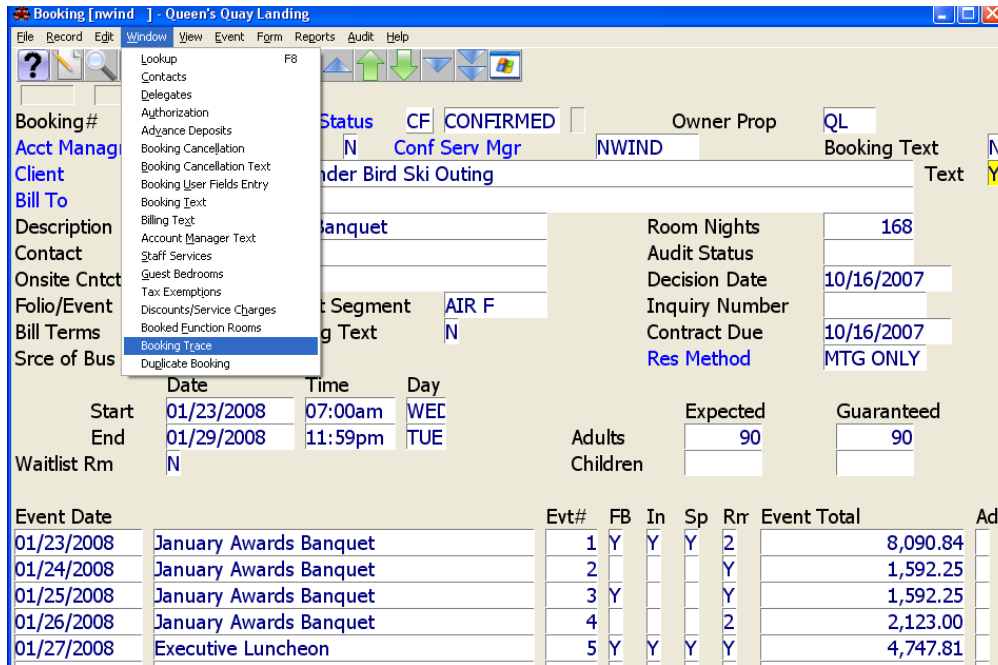 Booking [nwind ] - Queen's Quay Landing
File Record Edit Window View Event Form Reports Audit Help
Lookup F8
Contacts
Delegates
Authorization
Advance Deposits
Booking Cancellation
Booking Cancellation Text
Booking User Fields Entry
Booking Text
Billing Text
Account Manager Text
Staff Services
Guest Bedrooms
Tax Exemptions
Discounts/Service Charges
Booked Function Rooms
Booking Trace
Duplicate Booking
Booking# Status CF CONFIRMED Owner Prop QL
Acct Manag N Conf Serv Mgr NWIND Booking Text N
Client nder Bird Ski Outing Text Y
Bill To
Description Banquet Room Nights 168
Contact Audit Status
Onsite Cntct Decision Date 10/16/2007
Folio/Event t Segment AIR F Inquiry Number
Bill Terms g Text N Contract Due 10/16/2007
Srce of Bus Res Method MTG ONLY
Date Time Day
Start 01/23/2008 07:00am WED Expected Guaranteed
End 01/29/2008 11:59pm TUE Adults 90 90
Waitlist Rm N Children
Event Date Evt# FB In Sp Rm Event Total Ad
01/23/2008 January Awards Banquet 1 Y Y Y 2 8,090.84
01/24/2008 January Awards Banquet 2 Y 1,592.25
01/25/2008 January Awards Banquet 3 Y Y 1,592.25
01/26/2008 January Awards Banquet 4 2 2,123.00
01/27/2008 Executive Luncheon 5 Y Y Y Y 4,747.81